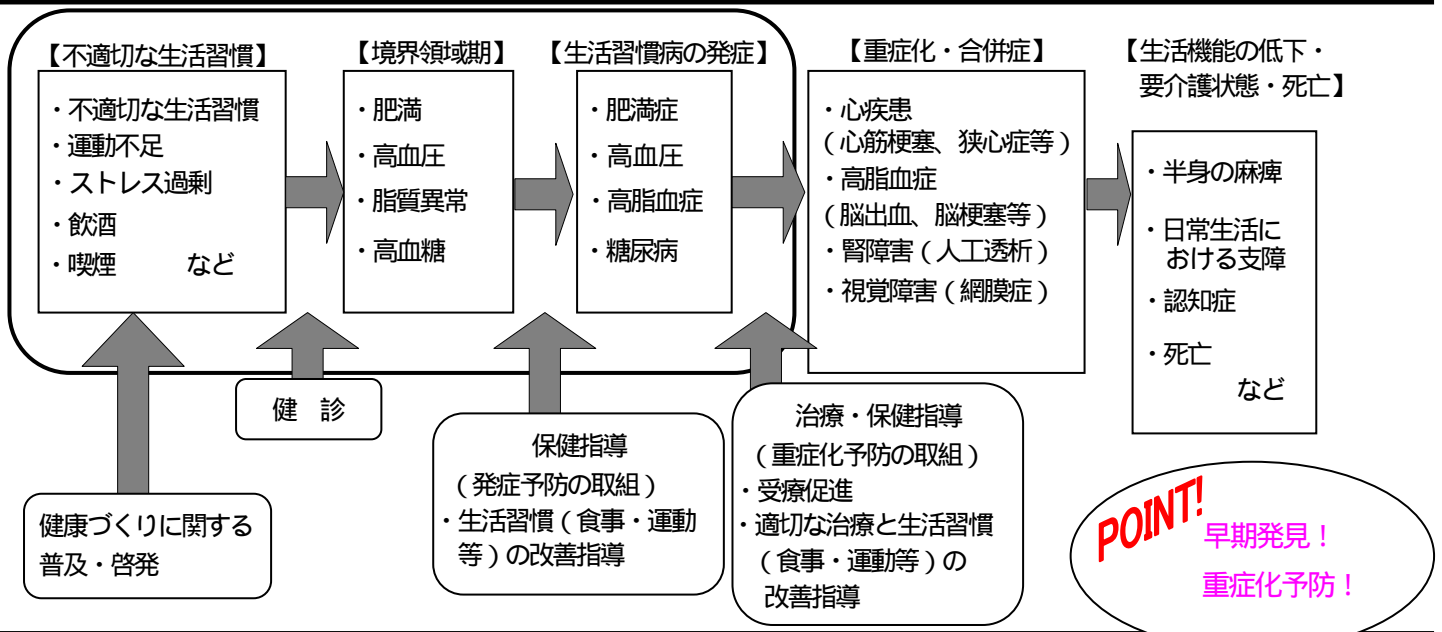 【不適切な生活習慣】
・不適切な生活習慣
・運動不足
・ストレス過剰
・飲酒
・喫煙　　など
【境界領域期】
・肥満
・高血圧
・脂質異常
・高血糖
【生活習慣病の発症】
・肥満症
・高血圧
・高脂血症
・糖尿病
【重症化・合併症】
・心疾患
（心筋梗塞、狭心症等）
・高脂血症
（脳出血、脳梗塞等）
・腎障害（人工透析）
・視覚障害（網膜症）
【生活機能の低下・
要介護状態・死亡】
・半身の麻痺
・日常生活に
おける支障
・認知症
・死亡
など
健康づくりに関する
普及・啓発
健　診
保健指導
（発症予防の取組）
・生活習慣（食事・運動
等）の改善指導
治療・保健指導
（重症化予防の取組）
・受療促進
・適切な治療と生活習慣
（食事・運動等）の
改善指導
POINT!
早期発見！
重症化予防！